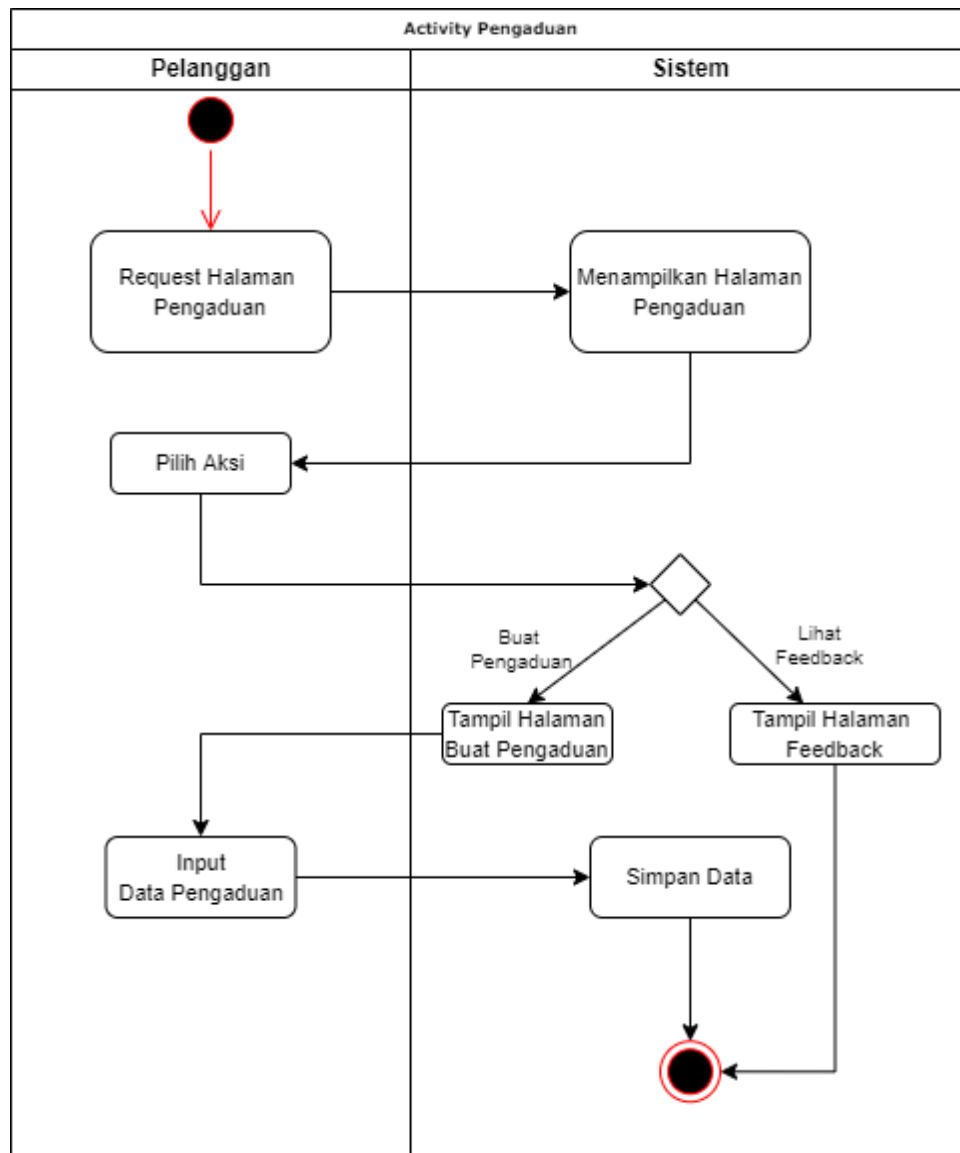 Activity Pengaduan
Pelanggan
Sistem
Request Halaman
Pengaduan
Menampilkan Halaman
Pengaduan
Pilih Aksi
Buat
Pengaduan
Lihat
Feedback
Tampil Halaman
Buat Pengaduan
Tampil Halaman
Feedback
Input
Data Pengaduan
Simpan Data